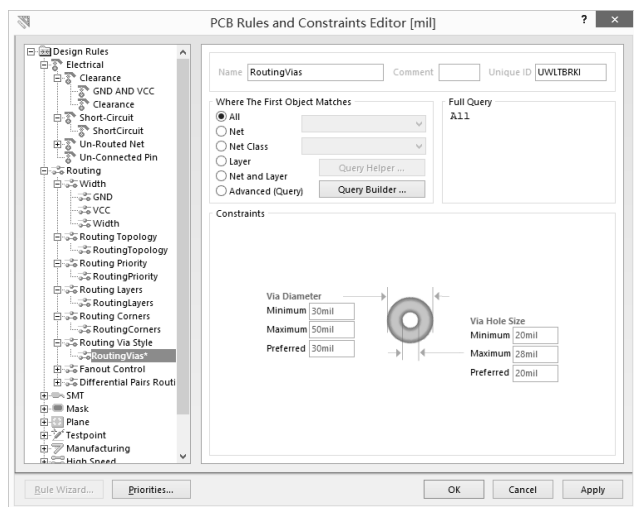 PCB Rules and Constraints Editor [mil]
? ×
Design Rules
Electrical
Clearance
GND AND VCC
Clearance
Short-Circuit
ShortCircuit
Un-Routed Net
Un-Connected Pin
Routing
Width
GND
VCC
Width
Routing Topology
RoutingTopology
Routing Priority
RoutingPriority
Routing Layers
RoutingLayers
Routing Corners
RoutingCorners
Routing Via Style
RoutingVias*
Fanout Control
Differential Pairs Routi
SMT
Mask
Plane
Testpoint
Manufacturing
High Speed
Name RoutingVias Comment Unique ID UWLTBRKI
Where The First Object Matches
All
Net
Net Class
Layer
Net and Layer
Advanced (Query)
Query Helper ...
Query Builder ...
Full Query
All
Constraints
Via Diameter
Minimum 30mil
Maximum 50mil
Preferred 30mil
Via Hole Size
Minimum 20mil
Maximum 28mil
Preferred 20mil
Rule Wizard... Priorities... OK Cancel Apply